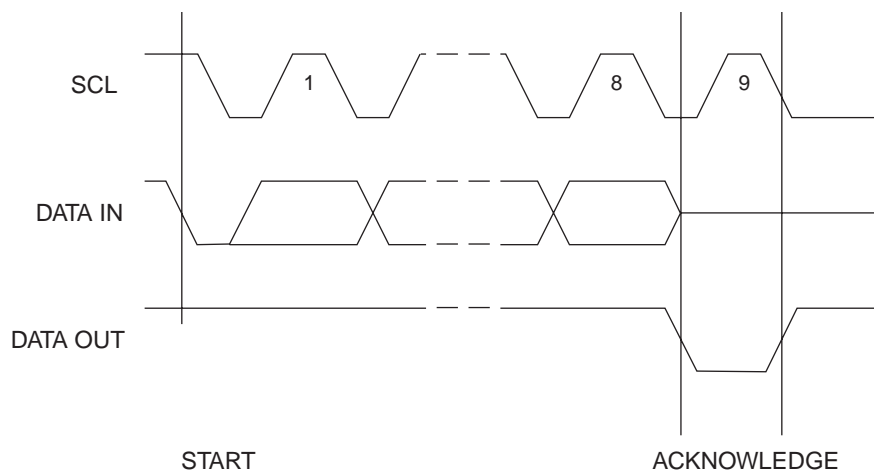 SCL
1
8
9
DATA IN
DATA OUT
START
ACKNOWLEDGE